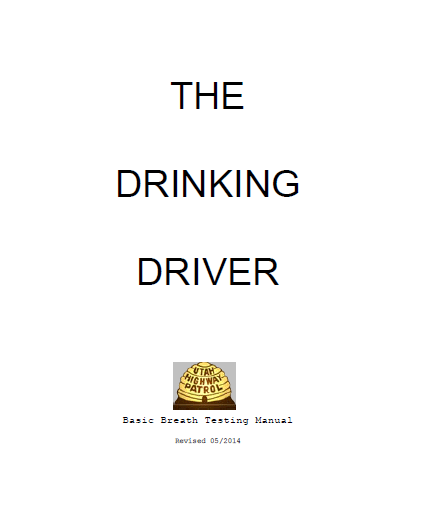 THE
DRINKING
DRIVER
UTAH
HIGHWAY
PATROL
Basic Breath Testing Manual
Revised 05/2014